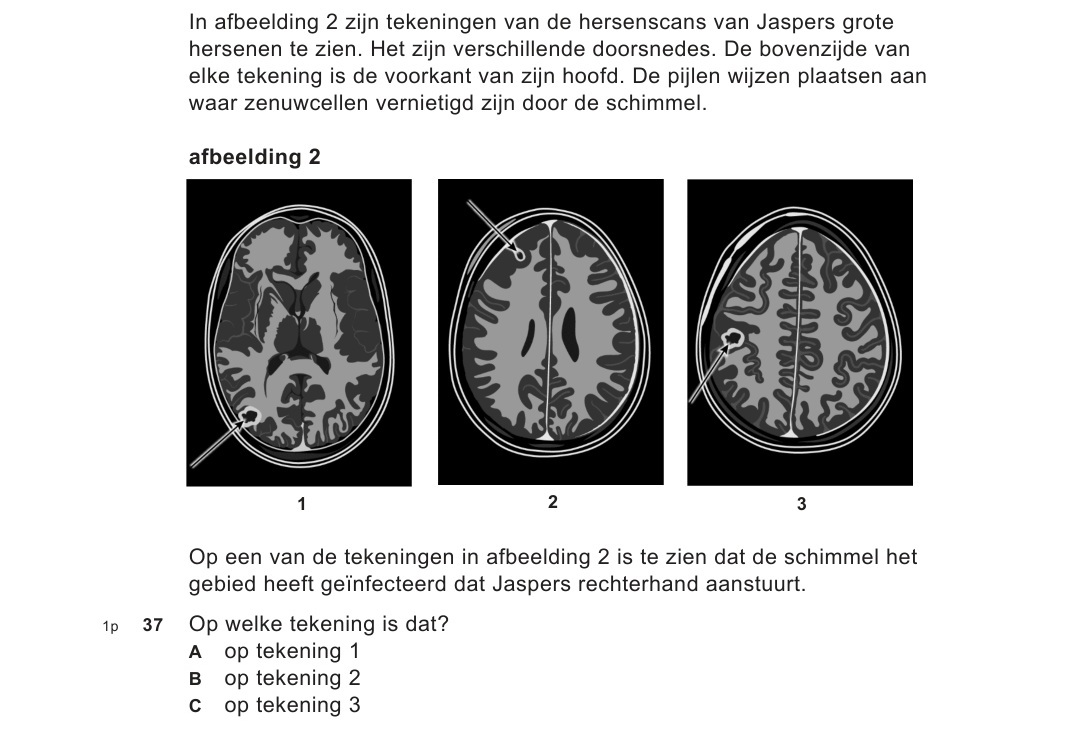 In afbeelding 2 zijn tekeningen van de hersenscans van Jaspers grote
hersenen te zien. Het zijn verschillende doorsnedes. De bovenzijde van
elke tekening is de voorkant van zijn hoofd. De pijlen wijzen plaatsen aan
waar zenuwcellen vernietigd zijn door de schimmel.
afbeelding 2
1 2 3
Op een van de tekeningen in afbeelding 2 is te zien dat de schimmel het
gebied heeft geïnfecteerd dat Jaspers rechterhand aanstuurt.
1p 37 Op welke tekening is dat?
A op tekening 1
B op tekening 2
C op tekening 3